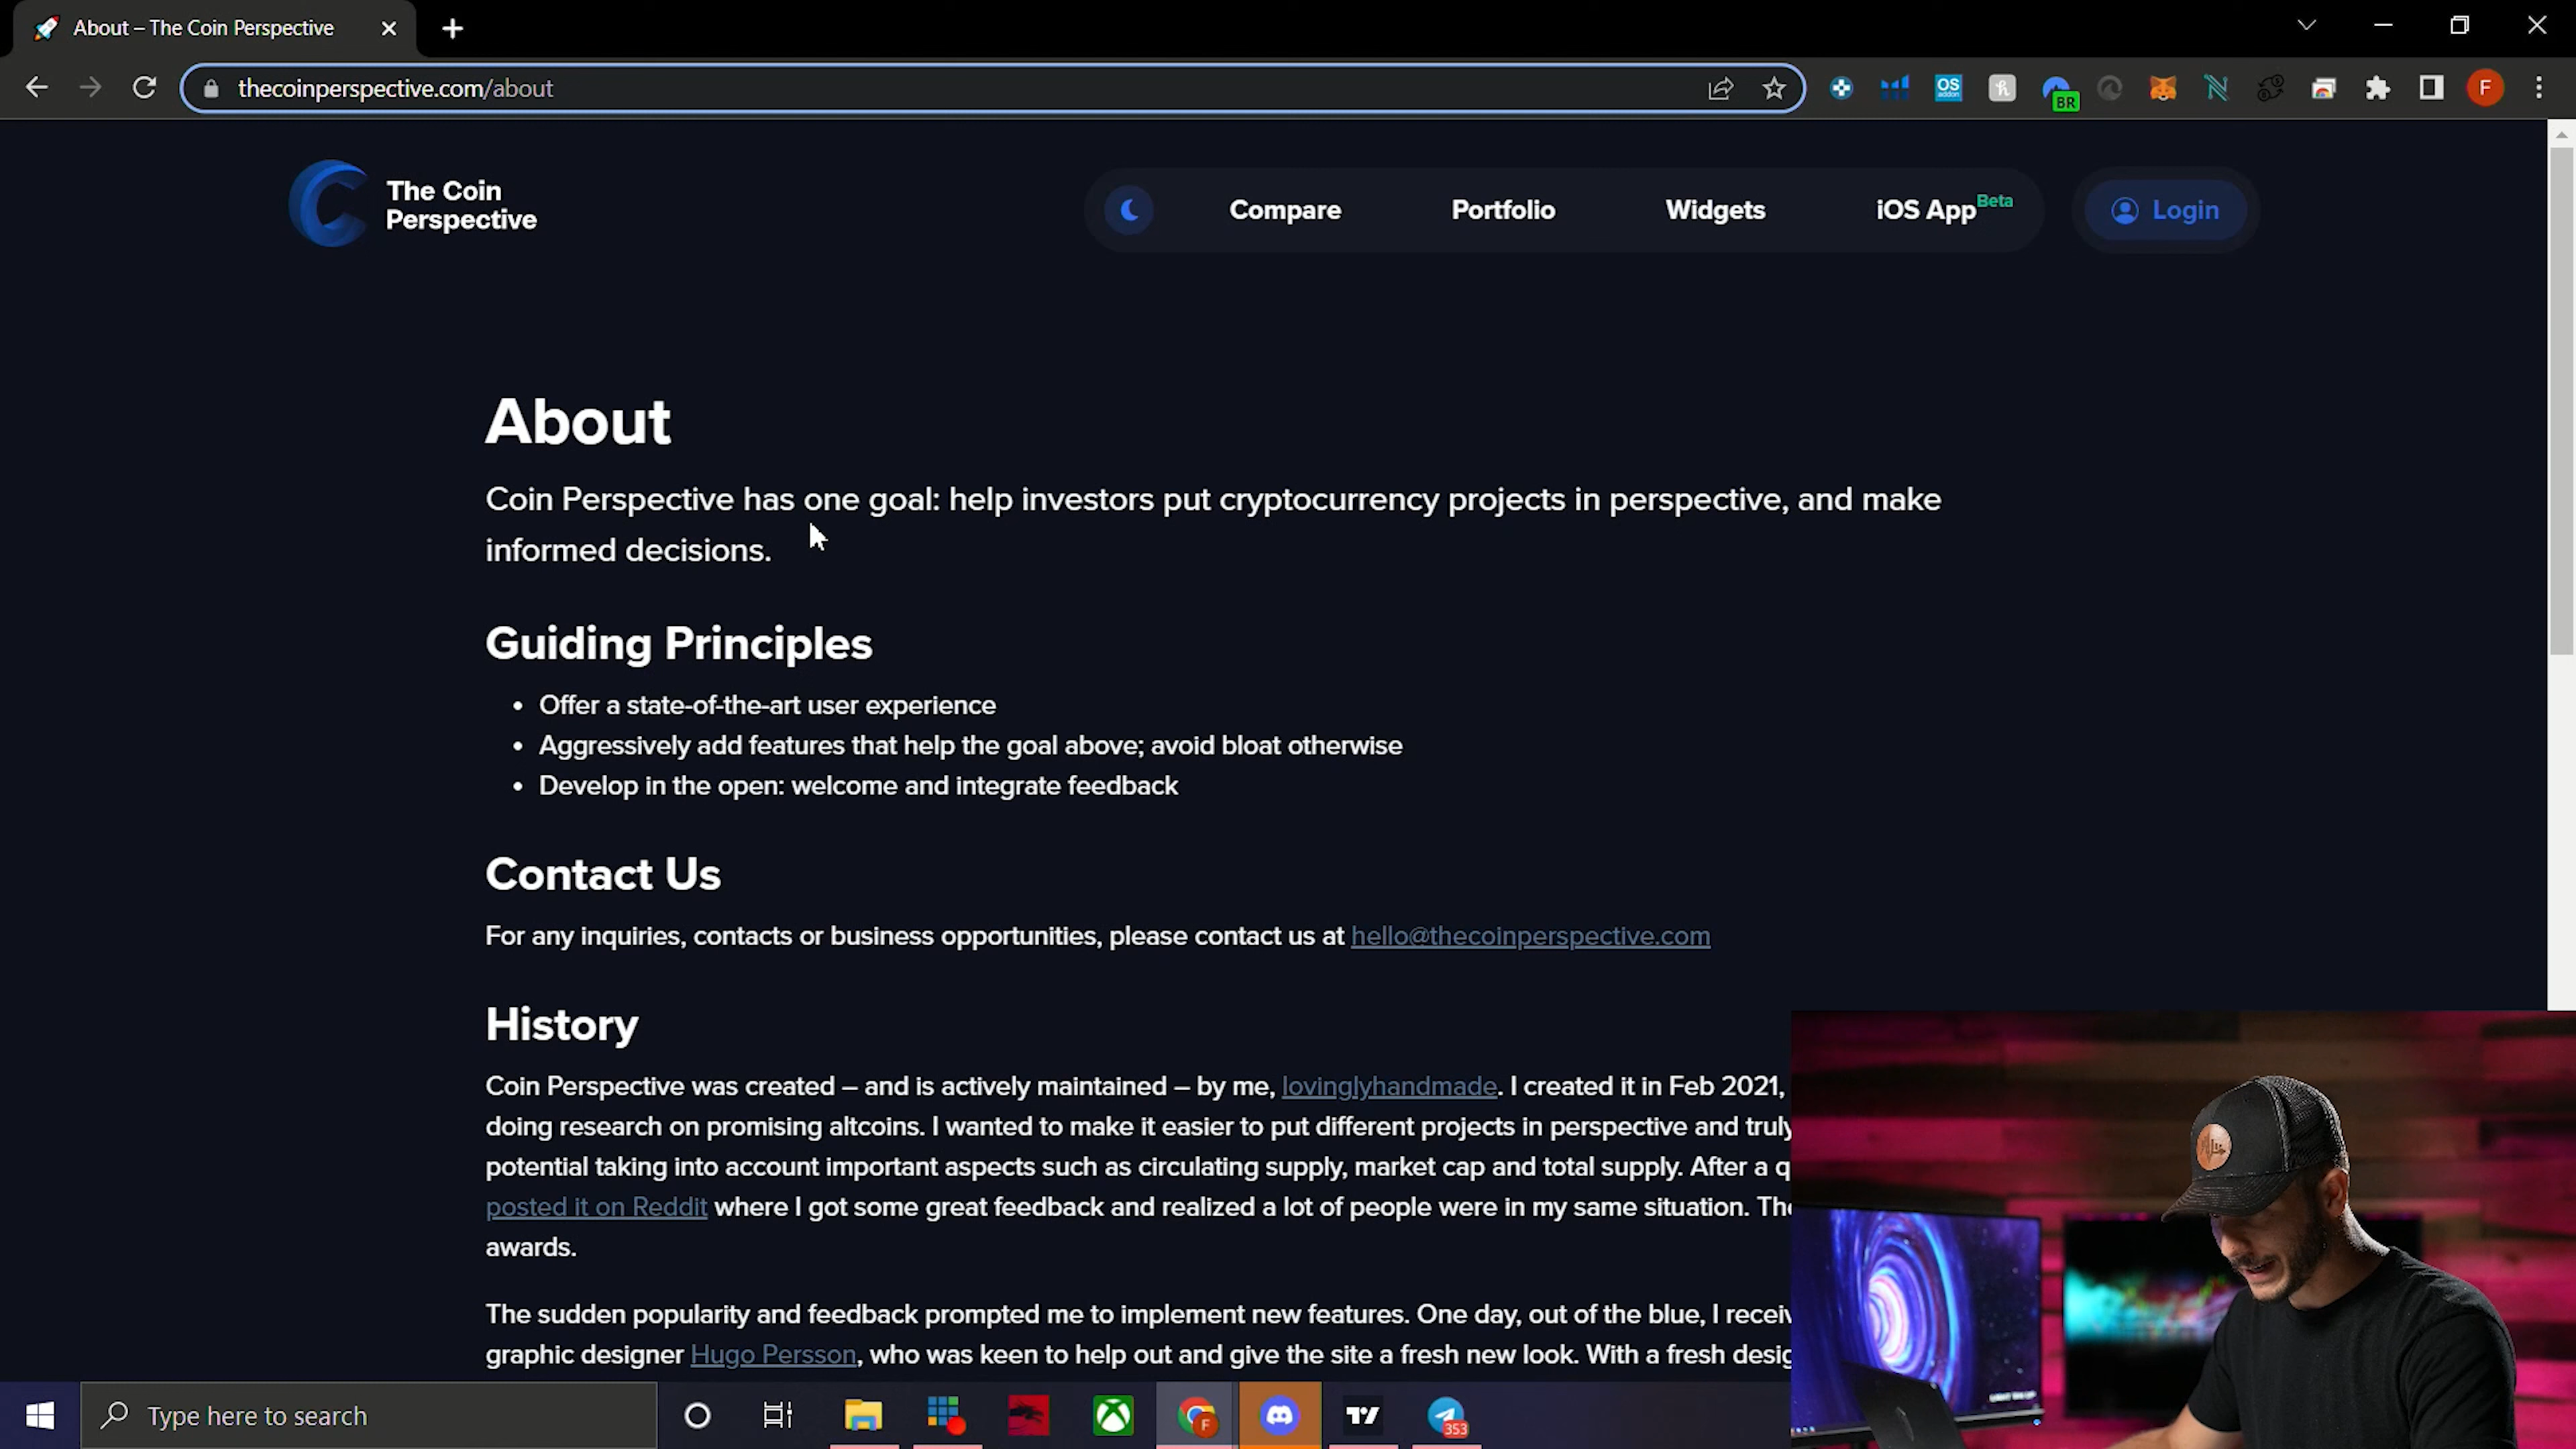 About – The Coin Perspective
thecoinperspective.com/about
OS
addon
BR
F
The Coin
Perspective
Compare
Portfolio
Widgets
iOS App Beta
Login
About
Coin Perspective has one goal: help investors put cryptocurrency projects in perspective, and make
informed decisions.
Guiding Principles
• Offer a state-of-the-art user experience
• Aggressively add features that help the goal above; avoid bloat otherwise
• Develop in the open: welcome and integrate feedback
Contact Us
For any inquiries, contacts or business opportunities, please contact us at hello@thecoinperspective.com
History
Coin Perspective was created – and is actively maintained – by me, lovinglyhandmade. I created it in Feb 2021,
doing research on promising altcoins. I wanted to make it easier to put different projects in perspective and truly
potential taking into account important aspects such as circulating supply, market cap and total supply. After a q
posted it on Reddit where I got some great feedback and realized a lot of people were in my same situation. The
awards.
The sudden popularity and feedback prompted me to implement new features. One day, out of the blue, I receiv
graphic designer Hugo Persson, who was keen to help out and give the site a fresh new look. With a fresh desig
Type here to search
F
353